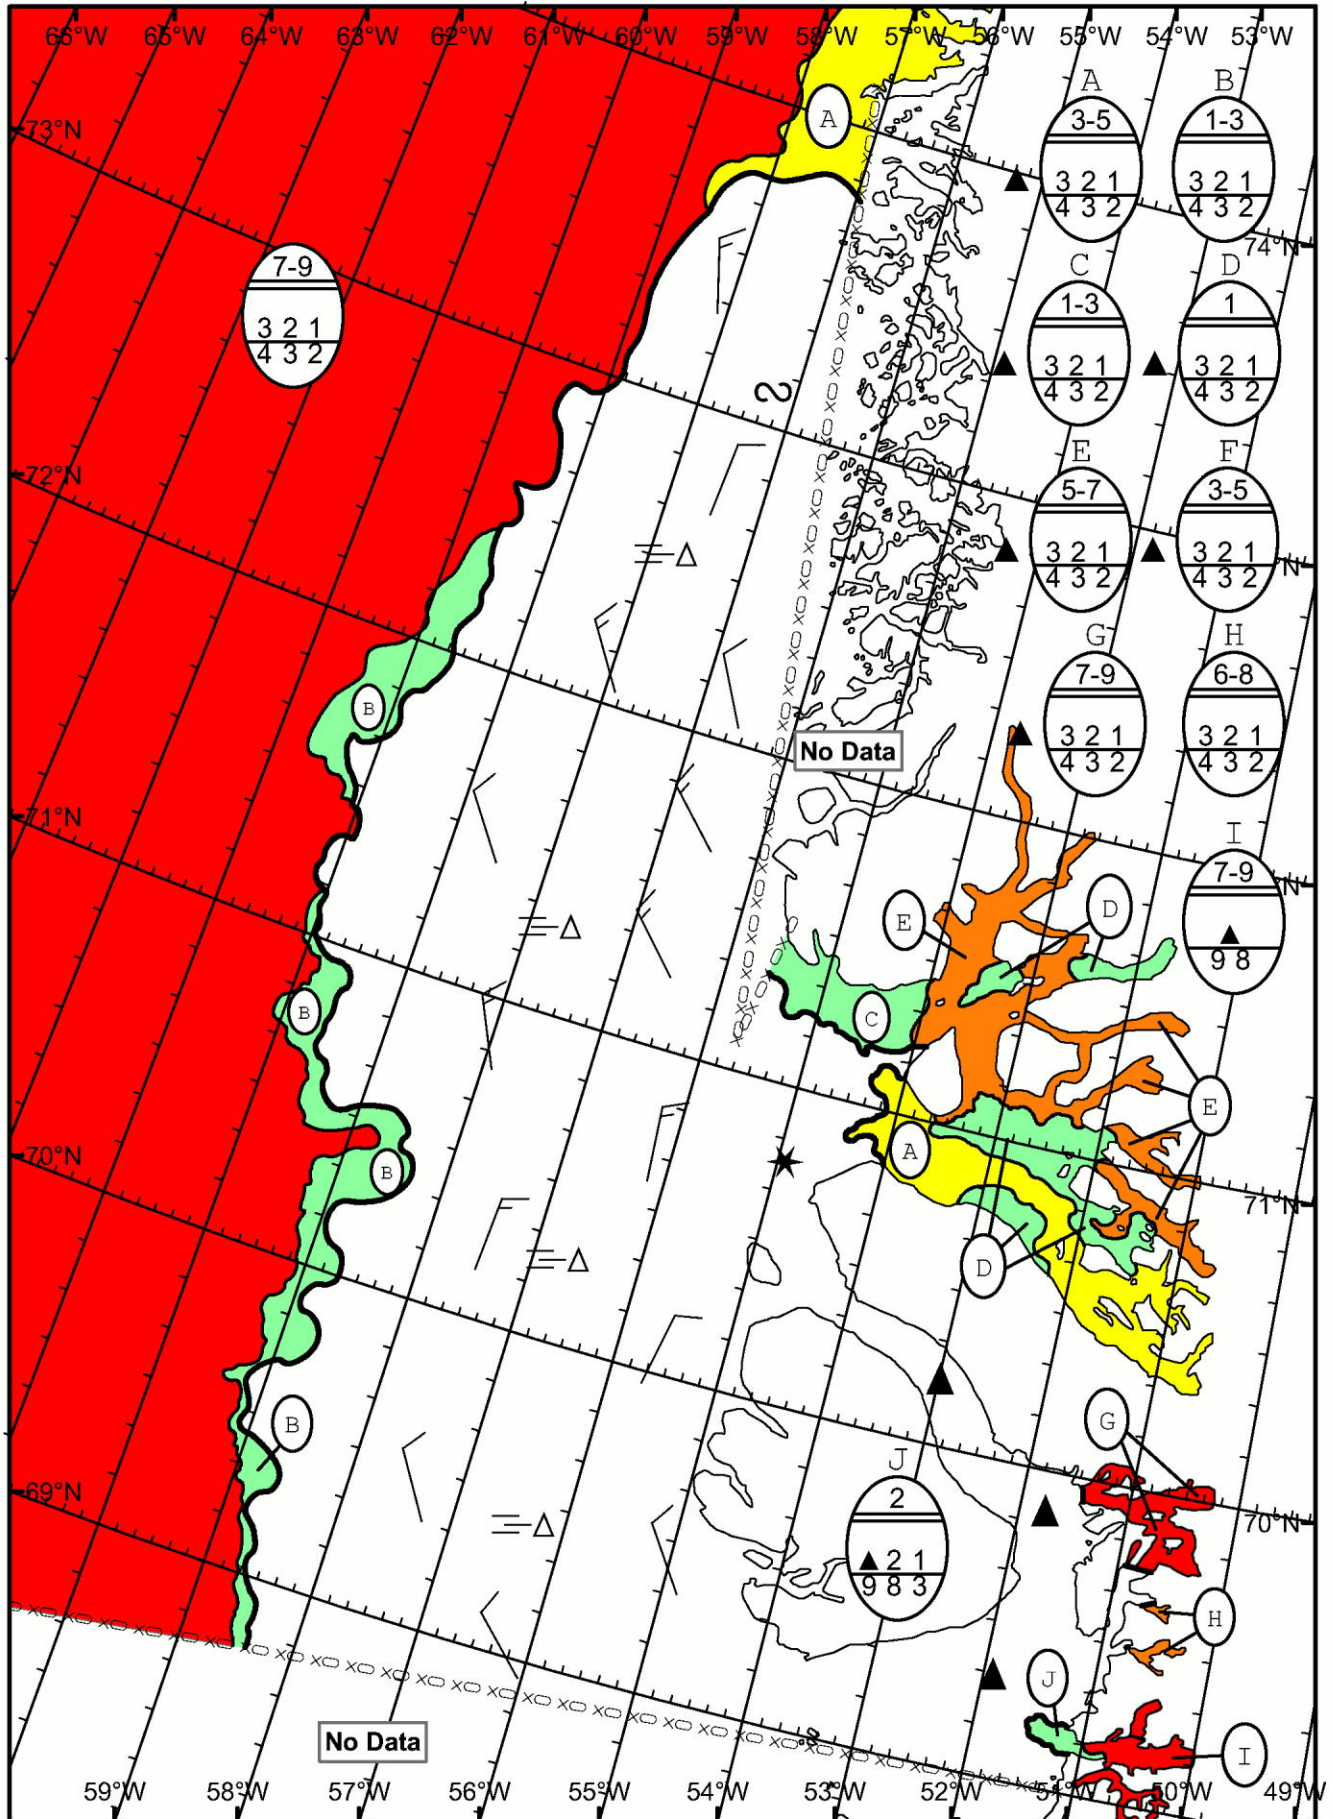 66°W 65°W 64°W 63°W 62°W 61°W 60°W 59°W 58°W 57°W 56°W 55°W 54°W 53°W
A B
3-5 1-3
A
73°N
3 2 1 3 2 1
4 3 2 4 3 2
74°N
7-9
C D
1-3 1
3 2 1
4 3 2
3 2 1 3 2 1
4 3 2 4 3 2
2
E F
72°N
5-7 3-5
3 2 1 3 2 1
4 3 2 4 3 2
N
G H
7-9 6-8
B
3 2 1 3 2 1
4 3 2 4 3 2
No Data
71°N
I
7-9
N
E D
9 8
B C
E
70°N
B A
71°N
D
B G
J
69°N
2
70°N
2 1
9 8 3
H
J
No Data
I
59°W 58°W 57°W 56°W 55°W 54°W 53°W 52°W 51°W 50°W 49°W